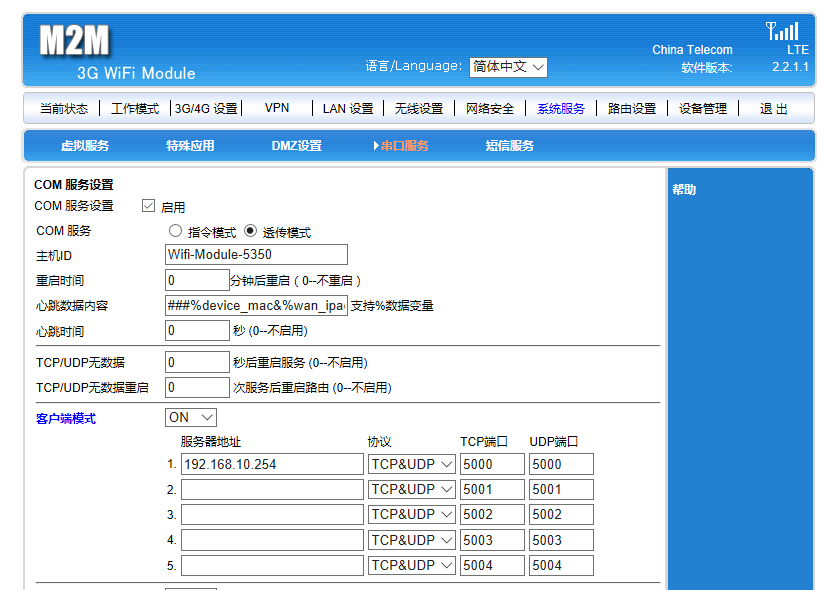 M2M
3G WiFi Module
语言/Language: 简体中文
China Telecom LTE
软件版本: 2.2.1.1
当前状态 工作模式 3G/4G 设置 VPN LAN 设置 无线设置 网络安全 系统服务 路由设置 设备管理 退 出
虚拟服务 特殊应用 DMZ设置 串口服务 短信服务
COM 服务设置
帮助
COM 服务设置 启用
COM 服务 指令模式 透传模式
主机ID Wifi-Module-5350
重启时间 0 分钟后重启 ( 0--不重启 )
心跳数据内容 ###%device_mac&%wan_ipa 支持%数据变量
心跳时间 0 秒 (0--不启用)
TCP/UDP无数据 0 秒后重启服务 (0--不启用)
TCP/UDP无数据重启 0 次服务后重启路由 (0--不启用)
客户端模式 ON
服务器地址 协议 TCP端口 UDP端口
1. 192.168.10.254 TCP&UDP 5000 5000
2. TCP&UDP 5001 5001
3. TCP&UDP 5002 5002
4. TCP&UDP 5003 5003
5. TCP&UDP 5004 5004